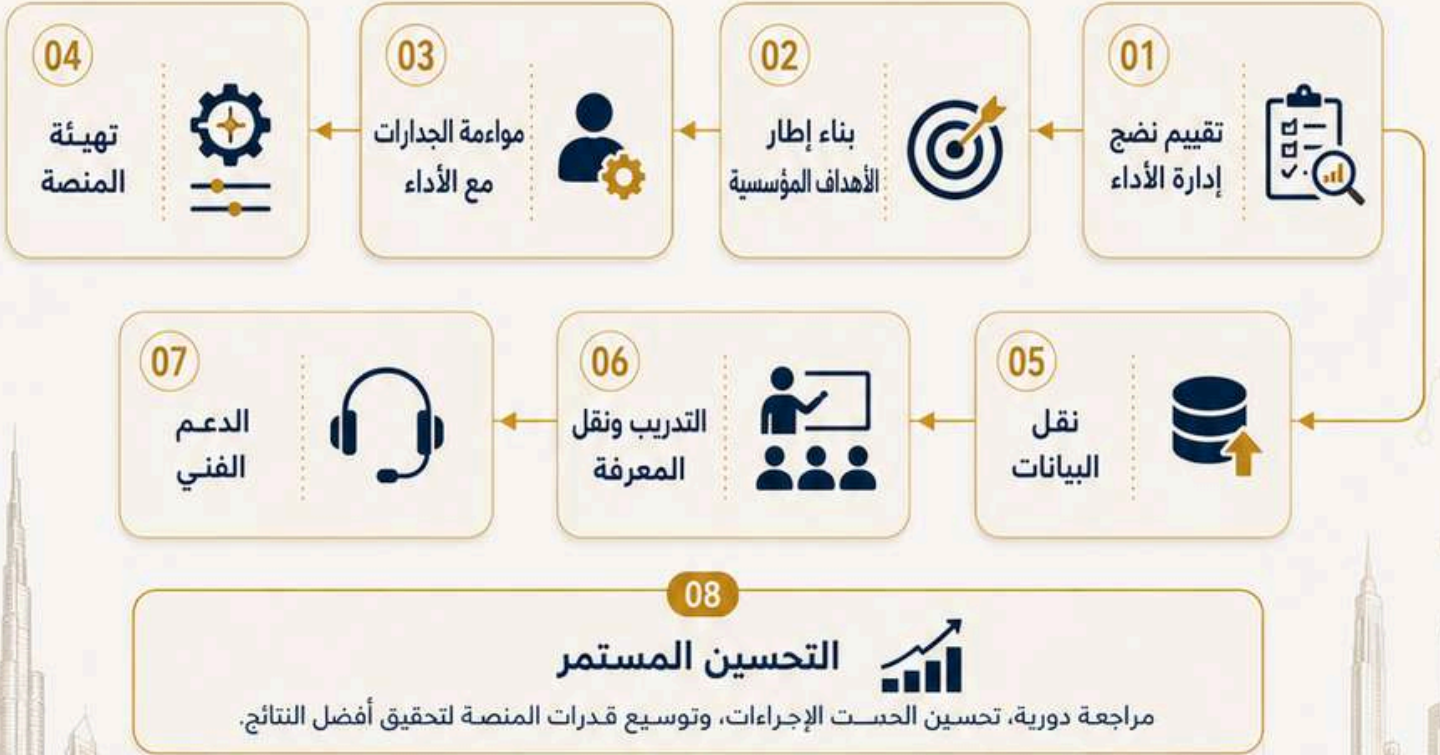 01
تقييم نضج
إدارة الأداء
02
بناء إطار
الأهداف المؤسسية
03
مواءمة الجدارات
مع الأداء
04
تهيئة
المنصة
05
نقل
البيانات
06
التدريب ونقل
المعرفة
07
الدعم
الفني
08
التحسين المستمر
مراجعة دورية، تحسين الحست الإجراءات، وتوسيع قدرات المنصة لتحقيق أفضل النتائج.